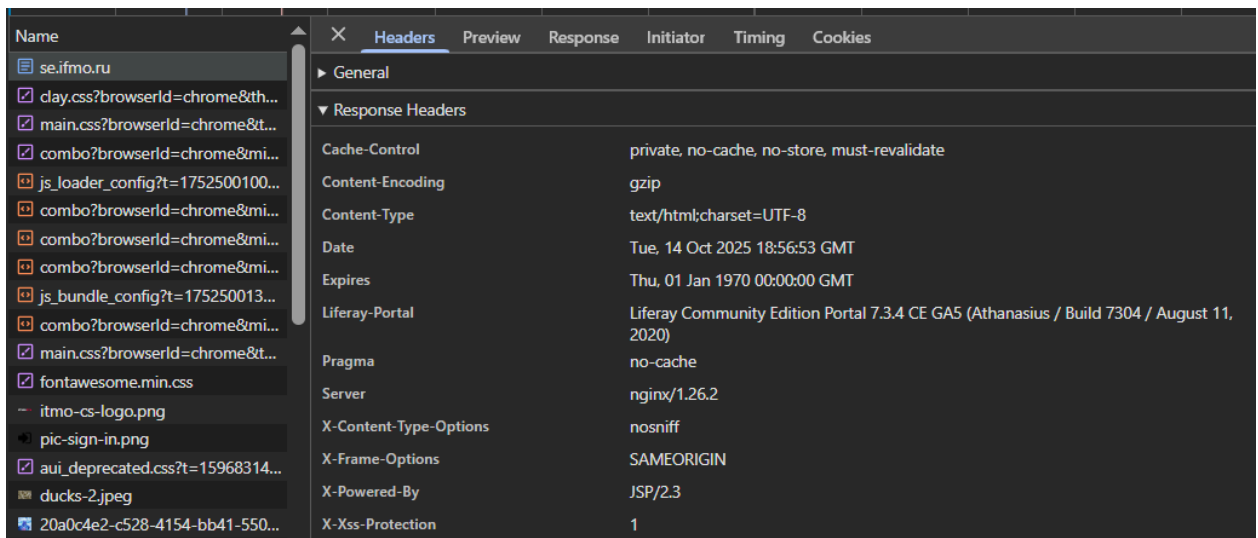 Name
se.ifmo.ru
clay.css?browserId=chrome&th...
main.css?browserId=chrome&t...
combo?browserId=chrome&mi...
js_loader_config?t=1752500100...
combo?browserId=chrome&mi...
combo?browserId=chrome&mi...
combo?browserId=chrome&mi...
js_bundle_config?t=175250013...
combo?browserId=chrome&mi...
main.css?browserId=chrome&t...
fontawesome.min.css
itmo-cs-logo.png
pic-sign-in.png
aui_deprecated.css?t=15968314...
ducks-2.jpeg
20a0c4e2-c528-4154-bb41-550...
Headers Preview Response Initiator Timing Cookies
General
Response Headers
Cache-Control private, no-cache, no-store, must-revalidate
Content-Encoding gzip
Content-Type text/html;charset=UTF-8
Date Tue, 14 Oct 2025 18:56:53 GMT
Expires Thu, 01 Jan 1970 00:00:00 GMT
Liferay-Portal Liferay Community Edition Portal 7.3.4 CE GA5 (Athanasius / Build 7304 / August 11,
2020)
Pragma no-cache
Server nginx/1.26.2
X-Content-Type-Options nosniff
X-Frame-Options SAMEORIGIN
X-Powered-By JSP/2.3
X-Xss-Protection 1